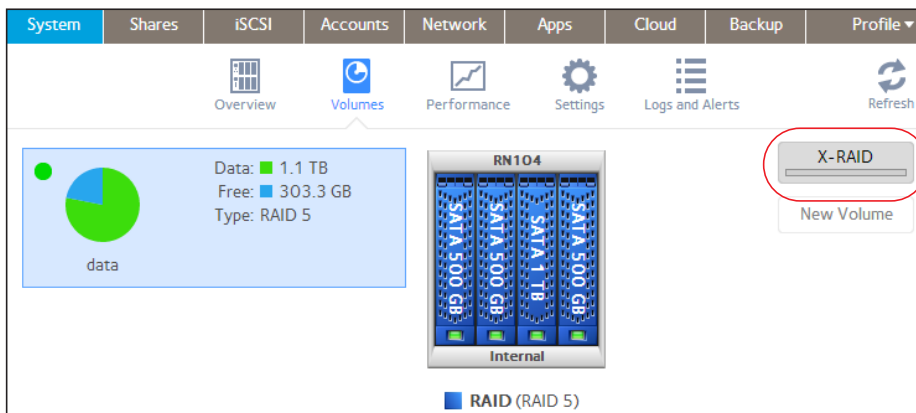 System Shares iSCSI Accounts Network Apps Cloud Backup Profile
Overview Volumes Performance Settings Logs and Alerts Refresh
Data: 1.1 TB
Free: 303.3 GB
Type: RAID 5
data
RN104
SATA 500 GB
SATA 500 GB
SATA 1 TB
SATA 500 GB
Internal
RAID (RAID 5)
X-RAID
New Volume